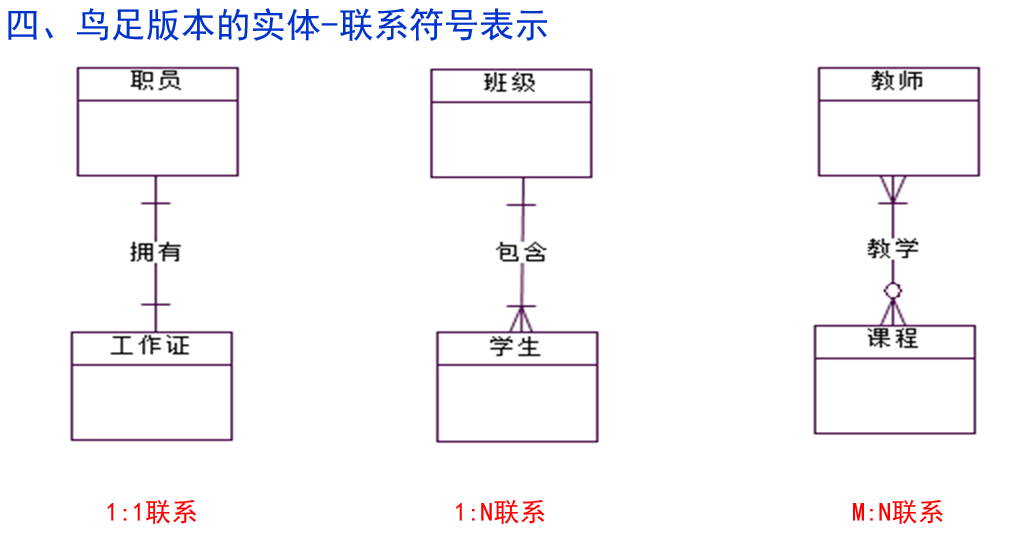 四、鸟足版本的实体-联系符号表示
职员
班级
教师
拥有
包含
教学
工作证
学生
课程
1:1联系
1:N联系
M:N联系